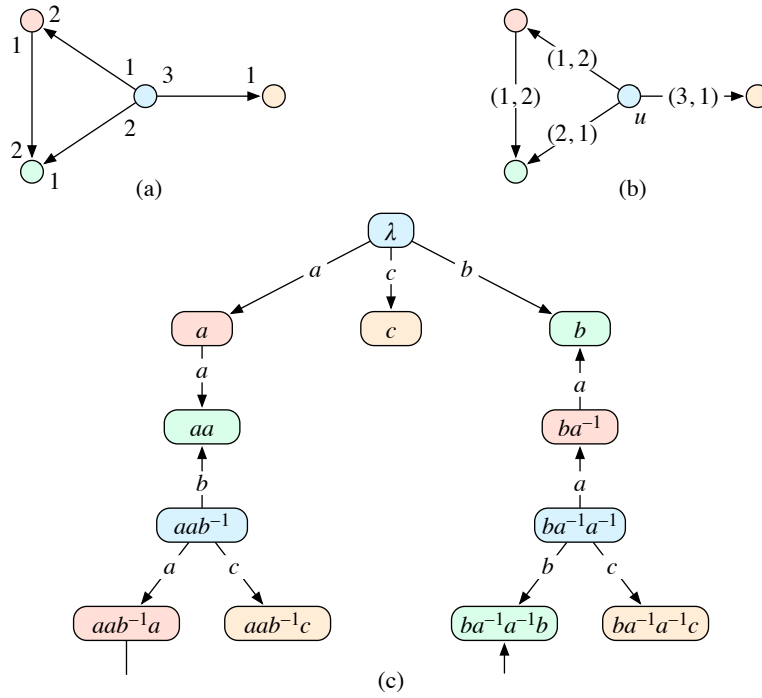 2
1
1
3
1
2
2
1
(a)
(1, 2)
(1, 2)
(3, 1)
u
(2, 1)
(b)
λ
a
c
b
a
c
b
a
a
aa
ba⁻¹
b
a
aab⁻¹
ba⁻¹a⁻¹
a
c
b
c
aab⁻¹a
aab⁻¹c
ba⁻¹a⁻¹b
ba⁻¹a⁻¹c
(c)